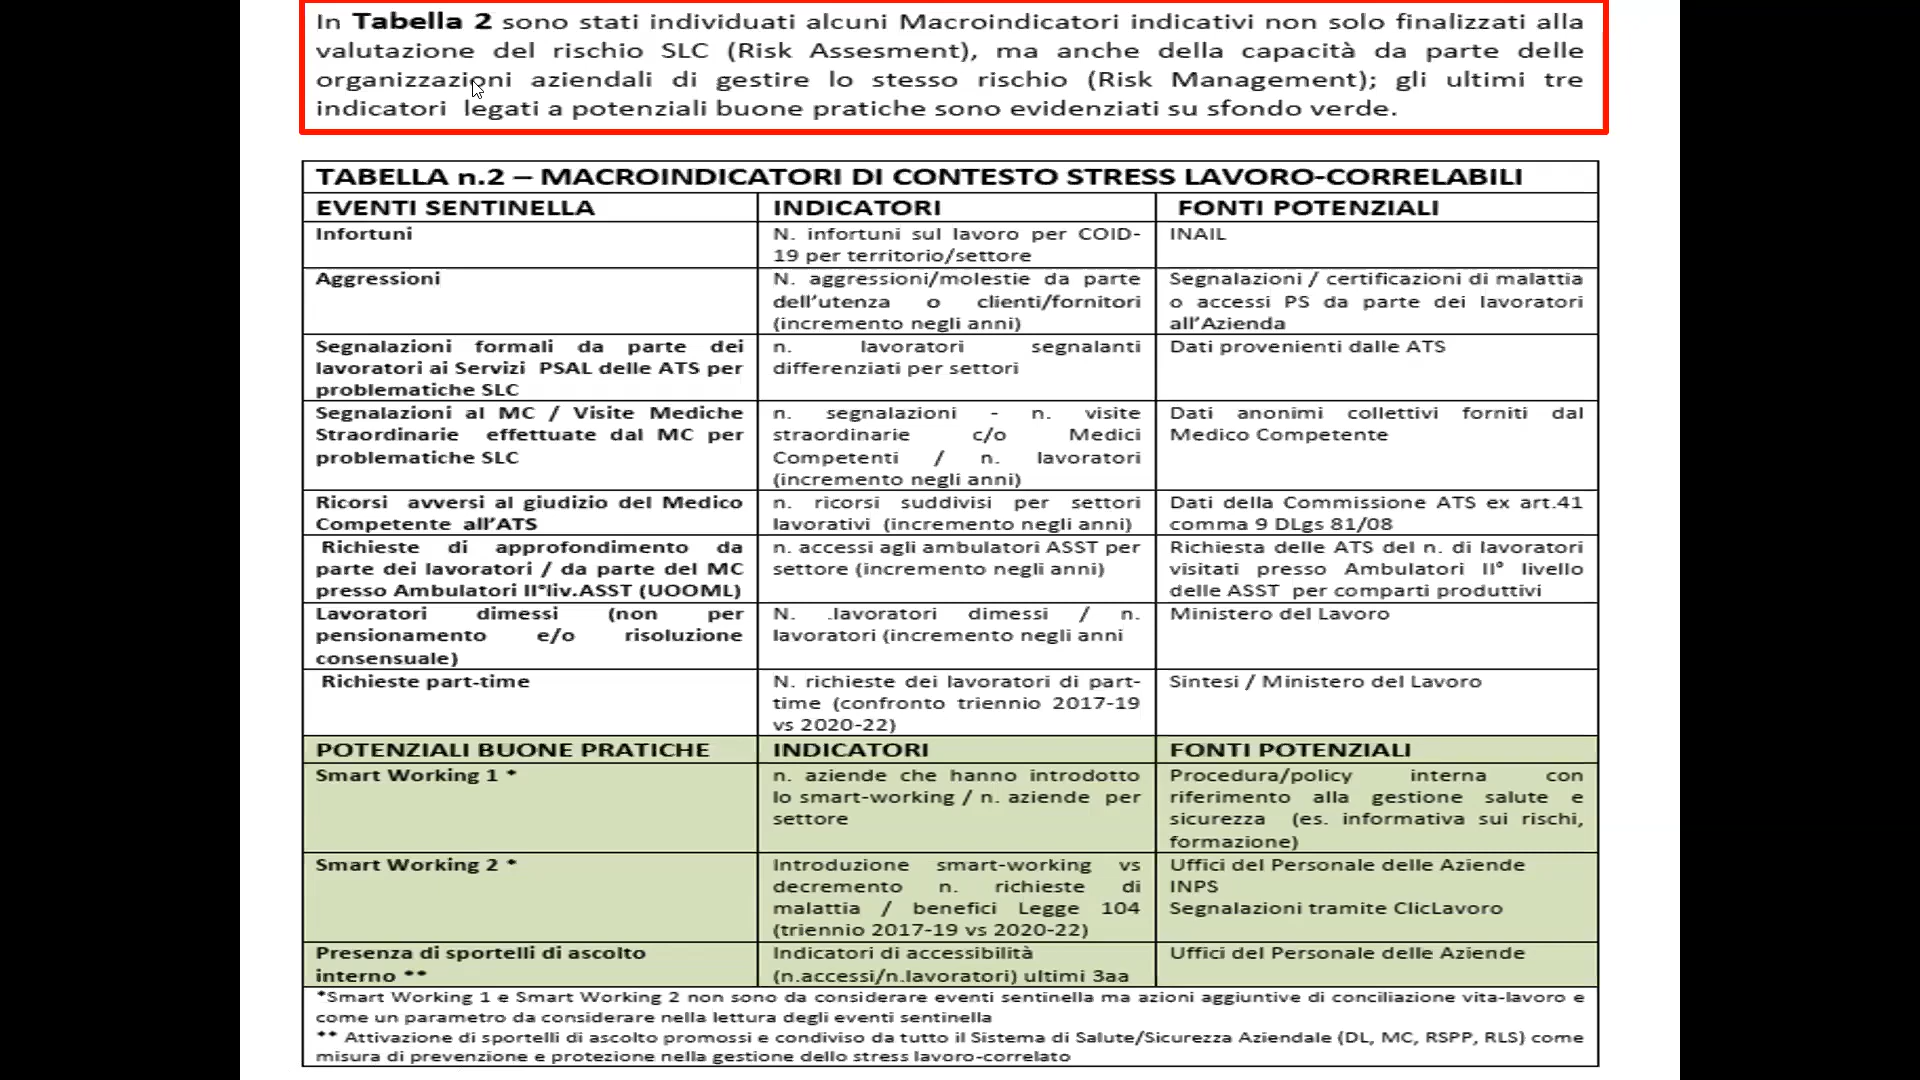 In Tabella 2 sono stati individuati alcuni Macroindicatori indicativi non solo finalizzati alla
valutazione del rischio SLC (Risk Assesment), ma anche della capacità da parte delle
organizzazioni aziendali di gestire lo stesso rischio (Risk Management); gli ultimi tre
indicatori legati a potenziali buone pratiche sono evidenziati su sfondo verde.
TABELLA n.2 – MACROINDICATORI DI CONTESTO STRESS LAVORO-CORRELABILI
EVENTI SENTINELLA
INDICATORI
FONTI POTENZIALI
Infortuni
N. infortuni sul lavoro per COID-
19 per territorio/settore
INAIL
Aggressioni
N. aggressioni/molestie da parte
dell'utenza o clienti/fornitori
(incremento negli anni)
Segnalazioni / certificazioni di malattia
o accessi PS da parte dei lavoratori
all'Azienda
Segnalazioni formali da parte dei
lavoratori ai Servizi PSAL delle ATS per
problematiche SLC
n. lavoratori segnalanti
differenziati per settori
Dati provenienti dalle ATS
Segnalazioni al MC / Visite Mediche
Straordinarie effettuate dal MC per
problematiche SLC
n. segnalazioni - n. visite
straordinarie c/o Medici
Competenti / n. lavoratori
(incremento negli anni)
Dati anonimi collettivi forniti dal
Medico Competente
Ricorsi avversi al giudizio del Medico
Competente all'ATS
n. ricorsi suddivisi per settori
lavorativi (incremento negli anni)
Dati della Commissione ATS ex art.41
comma 9 DLgs 81/08
Richieste di approfondimento da
parte dei lavoratori / da parte del MC
presso Ambulatori II°liv.ASST (UOOML)
n. accessi agli ambulatori ASST per
settore (incremento negli anni)
Richiesta delle ATS del n. di lavoratori
visitati presso Ambulatori II° livello
delle ASST per comparti produttivi
Lavoratori dimessi (non per
pensionamento e/o risoluzione
consensuale)
N. .lavoratori dimessi / n.
lavoratori (incremento negli anni
Ministero del Lavoro
Richieste part-time
N. richieste dei lavoratori di part-
time (confronto triennio 2017-19
vs 2020-22)
Sintesi / Ministero del Lavoro
POTENZIALI BUONE PRATICHE
INDICATORI
FONTI POTENZIALI
Smart Working 1 *
n. aziende che hanno introdotto
lo smart-working / n. aziende per
settore
Procedura/policy interna con
riferimento alla gestione salute e
sicurezza (es. informativa sui rischi,
formazione)
Smart Working 2 *
Introduzione smart-working vs
decremento n. richieste di
malattia / benefici Legge 104
(triennio 2017-19 vs 2020-22)
Uffici del Personale delle Aziende
INPS
Segnalazioni tramite ClicLavoro
Presenza di sportelli di ascolto
interno **
Indicatori di accessibilità
(n.accessi/n.lavoratori) ultimi 3aa
Uffici del Personale delle Aziende
*Smart Working 1 e Smart Working 2 non sono da considerare eventi sentinella ma azioni aggiuntive di conciliazione vita-lavoro e
come un parametro da considerare nella lettura degli eventi sentinella
** Attivazione di sportelli di ascolto promossi e condiviso da tutto il Sistema di Salute/Sicurezza Aziendale (DL, MC, RSPP, RLS) come
misura di prevenzione e protezione nella gestione dello stress lavoro-correlato